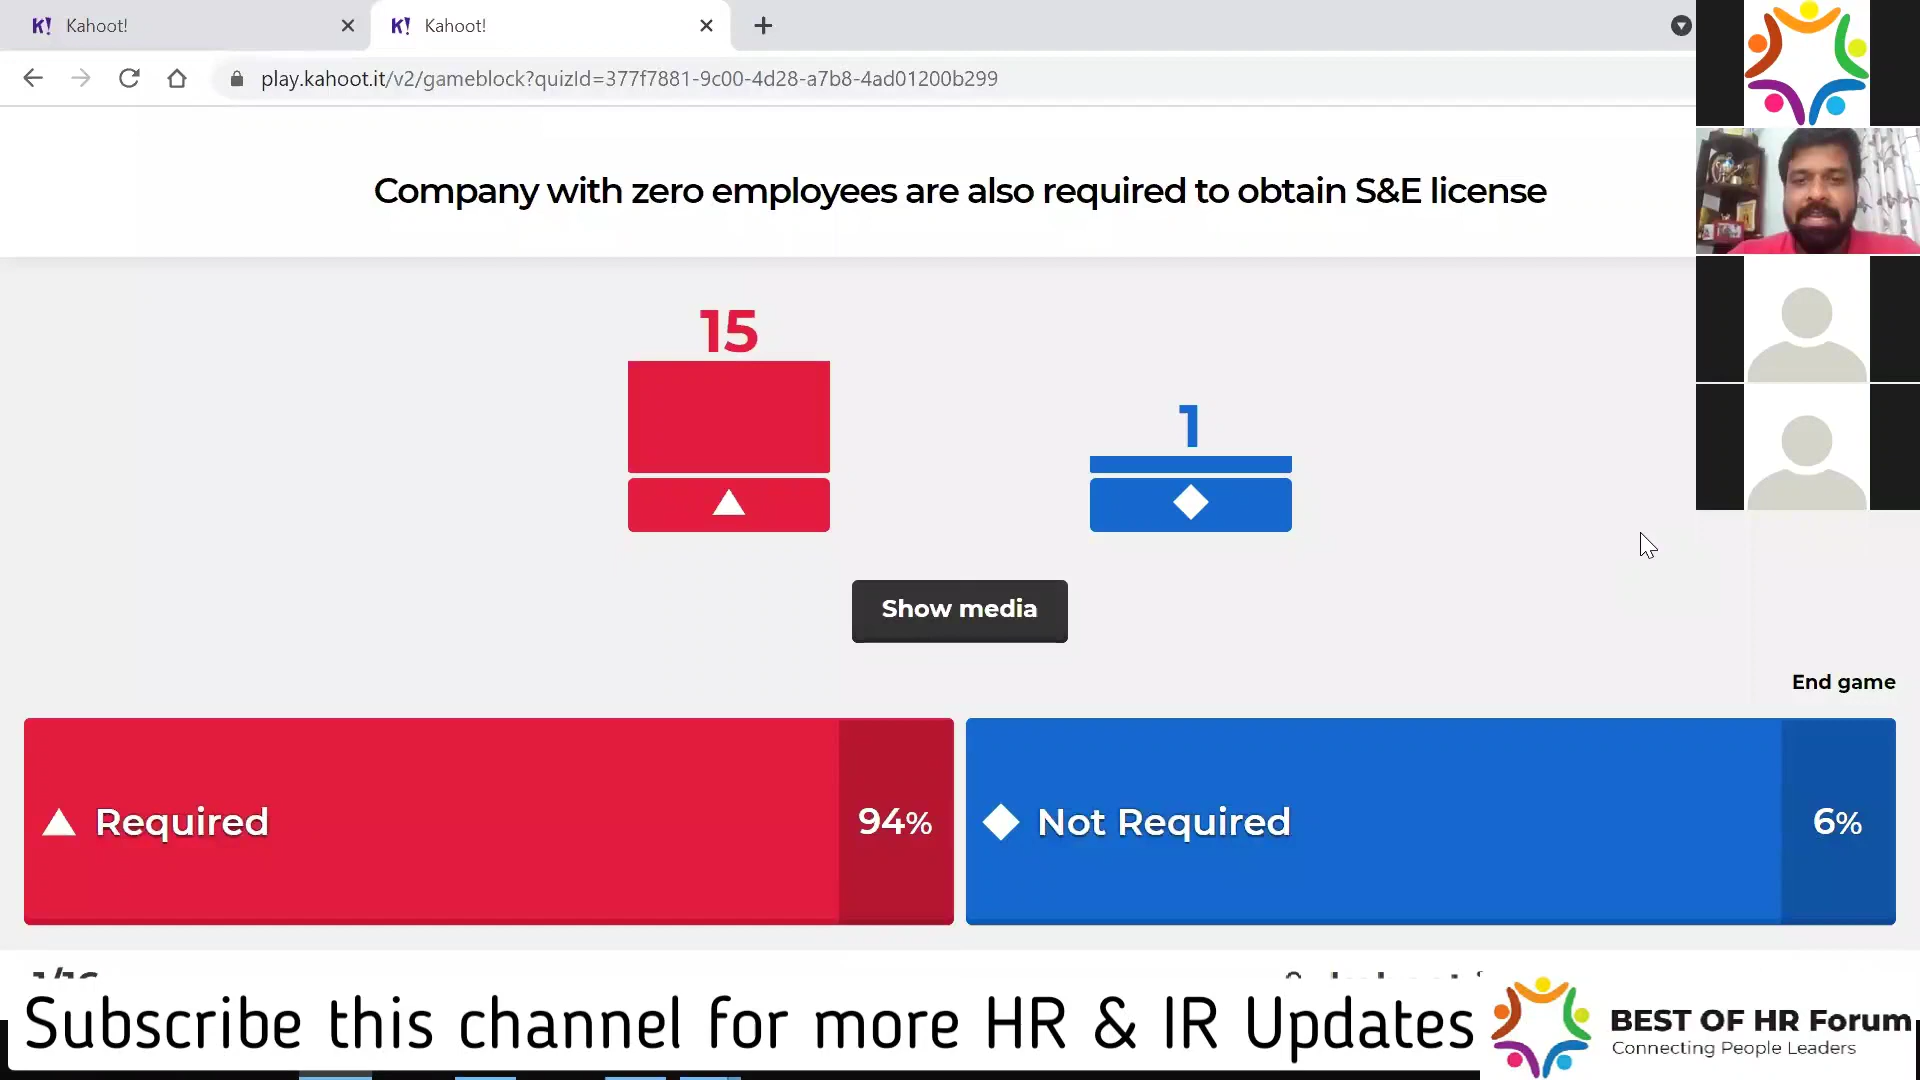 K! Kahoot!
K! Kahoot!
play.kahoot.it/v2/gameblock?quizId=377f7881-9c00-4d28-a7b8-4ad01200b299
Company with zero employees are also required to obtain S&E license
15
1
Show media
End game
Required
94%
Not Required
6%
Subscribe this channel for more HR & IR Updates
BEST OF HR Forum
Connecting People Leaders